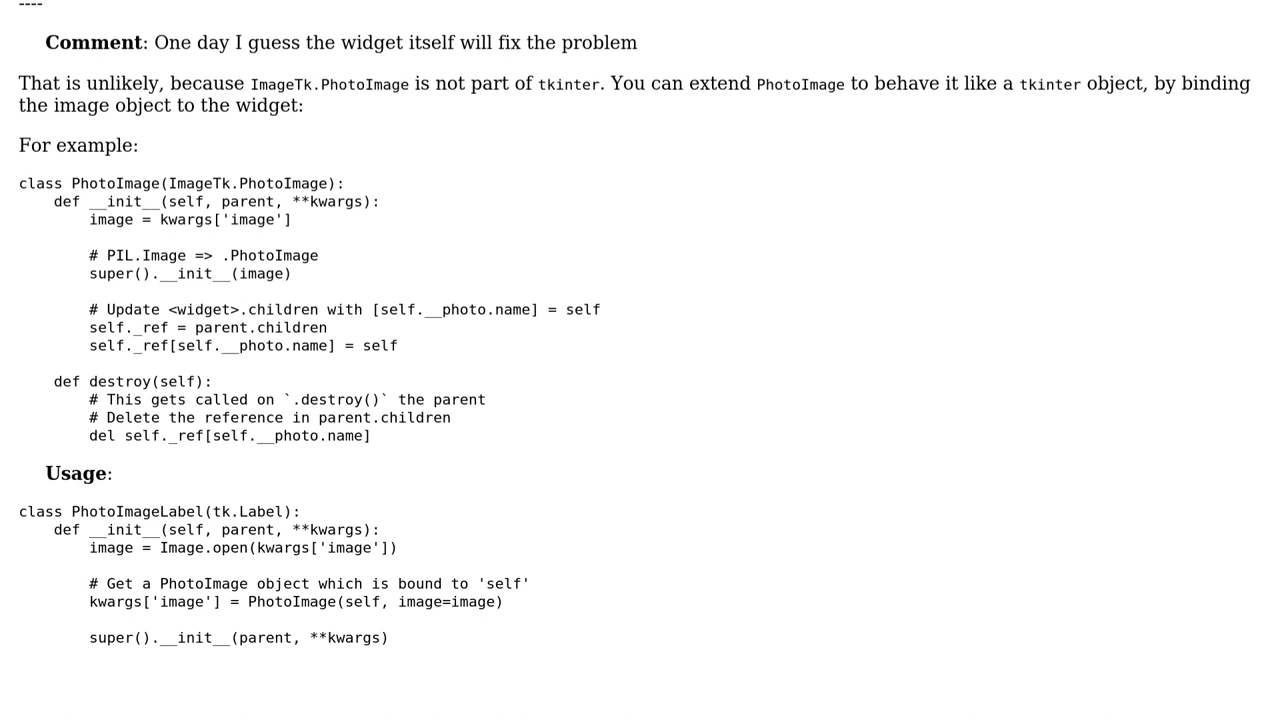 ----
Comment: One day I guess the widget itself will fix the problem
That is unlikely, because ImageTk.PhotoImage is not part of tkinter. You can extend PhotoImage to behave it like a tkinter object, by binding
the image object to the widget:
For example:
class PhotoImage(ImageTk.PhotoImage):
    def __init__(self, parent, **kwargs):
        image = kwargs['image']
        # PIL.Image => .PhotoImage
        super().__init__(image)
        # Update <widget>.children with [self.__photo.name] = self
        self._ref = parent.children
        self._ref[self.__photo.name] = self
    def destroy(self):
        # This gets called on `.destroy()` the parent
        # Delete the reference in parent.children
        del self._ref[self.__photo.name]
Usage:
class PhotoImageLabel(tk.Label):
    def __init__(self, parent, **kwargs):
        image = Image.open(kwargs['image'])
        # Get a PhotoImage object which is bound to 'self'
        kwargs['image'] = PhotoImage(self, image=image)
        super().__init__(parent, **kwargs)